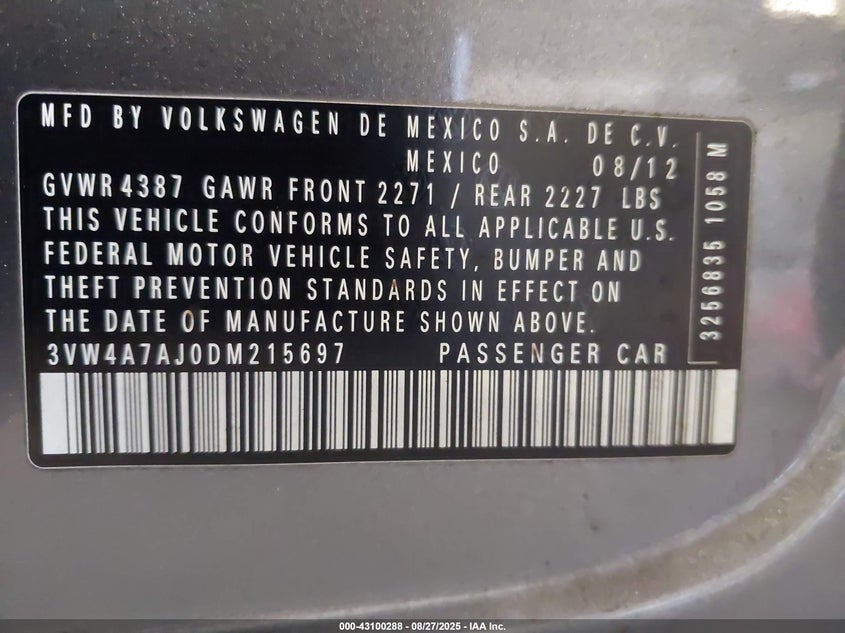 MFD BY VOLKSWAGEN DE MEXICO S.A. DE C.V.
MEXICO 08/12
GVWR 4387 GAWR FRONT 2271 / REAR 2227 LBS
THIS VEHICLE CONFORMS TO ALL APPLICABLE U.S.
FEDERAL MOTOR VEHICLE SAFETY, BUMPER AND
THEFT PREVENTION STANDARDS IN EFFECT ON
THE DATE OF MANUFACTURE SHOWN ABOVE.
3VW4A7AJ0DM215697 PASSENGER CAR
3256835 1058 M
000-43100288 - 08/27/2025 - IAA Inc.